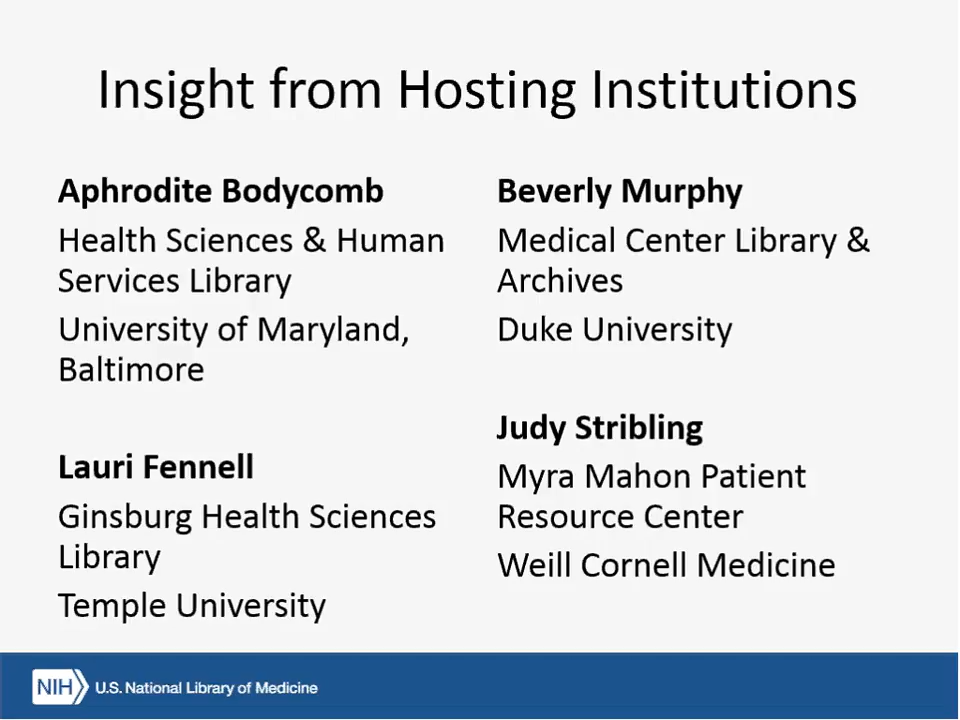 Insight from Hosting Institutions
Aphrodite Bodycomb
Health Sciences & Human
Services Library
University of Maryland,
Baltimore
Lauri Fennell
Ginsburg Health Sciences
Library
Temple University
Beverly Murphy
Medical Center Library &
Archives
Duke University
Judy Stribling
Myra Mahon Patient
Resource Center
Weill Cornell Medicine
NIH U.S. National Library of Medicine